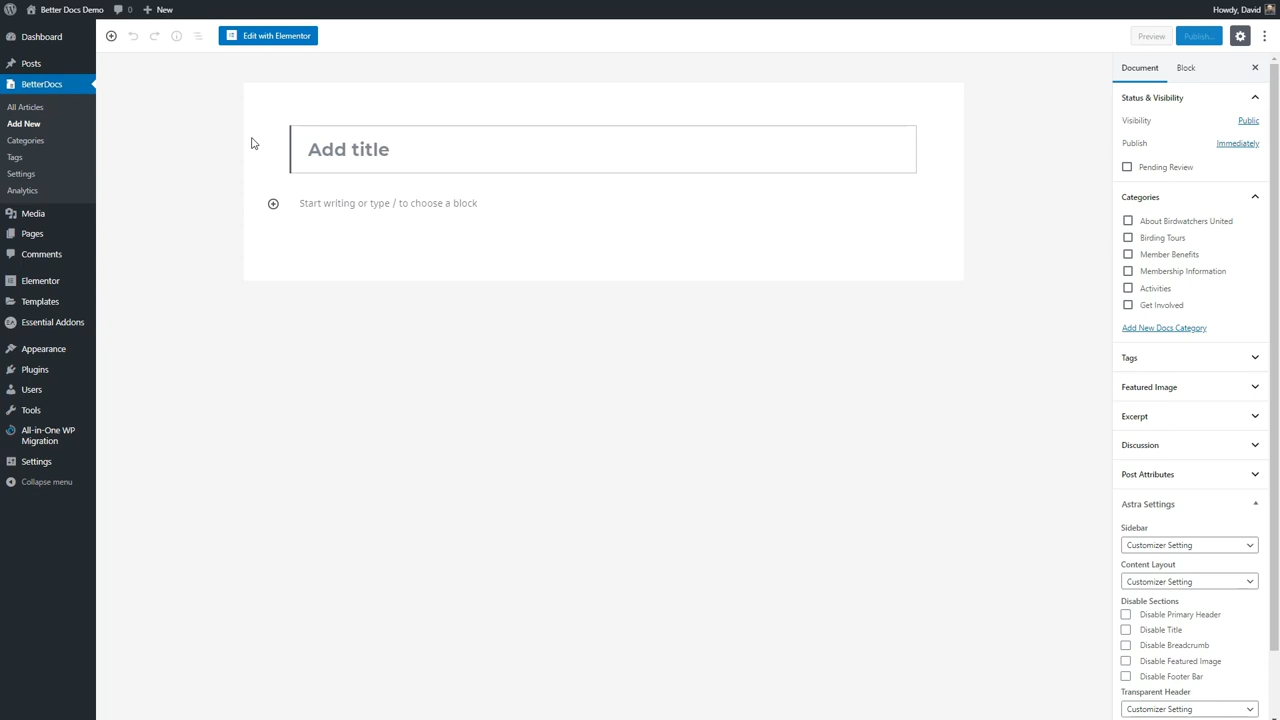 Better Docs Demo 0 New
Howdy, David
Dashboard
Posts
BetterDocs
All Articles
Add New
Categories
Tags
Settings
Analytics
Media
Pages
Comments
Elementor
Templates
Essential Addons
Appearance
Plugins
Users
Tools
All-in-One WP
Migration
Settings
Collapse menu
Edit with Elementor
Preview
Publish...
Add title
Start writing or type / to choose a block
Document Block
Status & Visibility
Visibility Public
Publish Immediately
Pending Review
Categories
About Birdwatchers United
Birding Tours
Member Benefits
Membership Information
Activities
Get Involved
Add New Docs Category
Tags
Featured Image
Excerpt
Discussion
Post Attributes
Astra Settings
Sidebar
Customizer Setting
Content Layout
Customizer Setting
Disable Sections
Disable Primary Header
Disable Title
Disable Breadcrumb
Disable Featured Image
Disable Footer Bar
Transparent Header
Customizer Setting